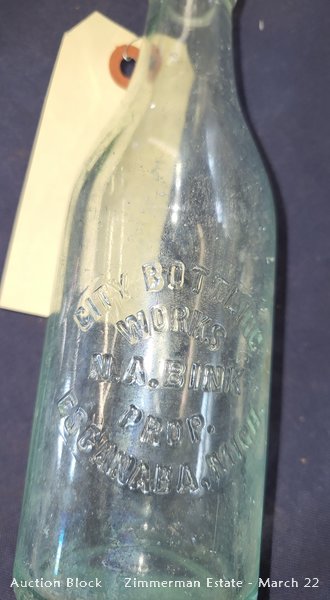 CITY BOTTLING
WORKS
M.A. BINK
PROP.
ESCANABA, MICH.
Auction Block Zimmerman Estate - March 22